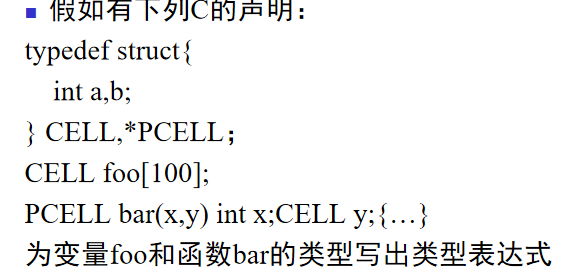 ■ 假如有下列C的声明：
typedef struct{
int a,b;
} CELL,*PCELL；
CELL foo[100];
PCELL bar(x,y) int x;CELL y;{…}
为变量foo和函数bar的类型写出类型表达式